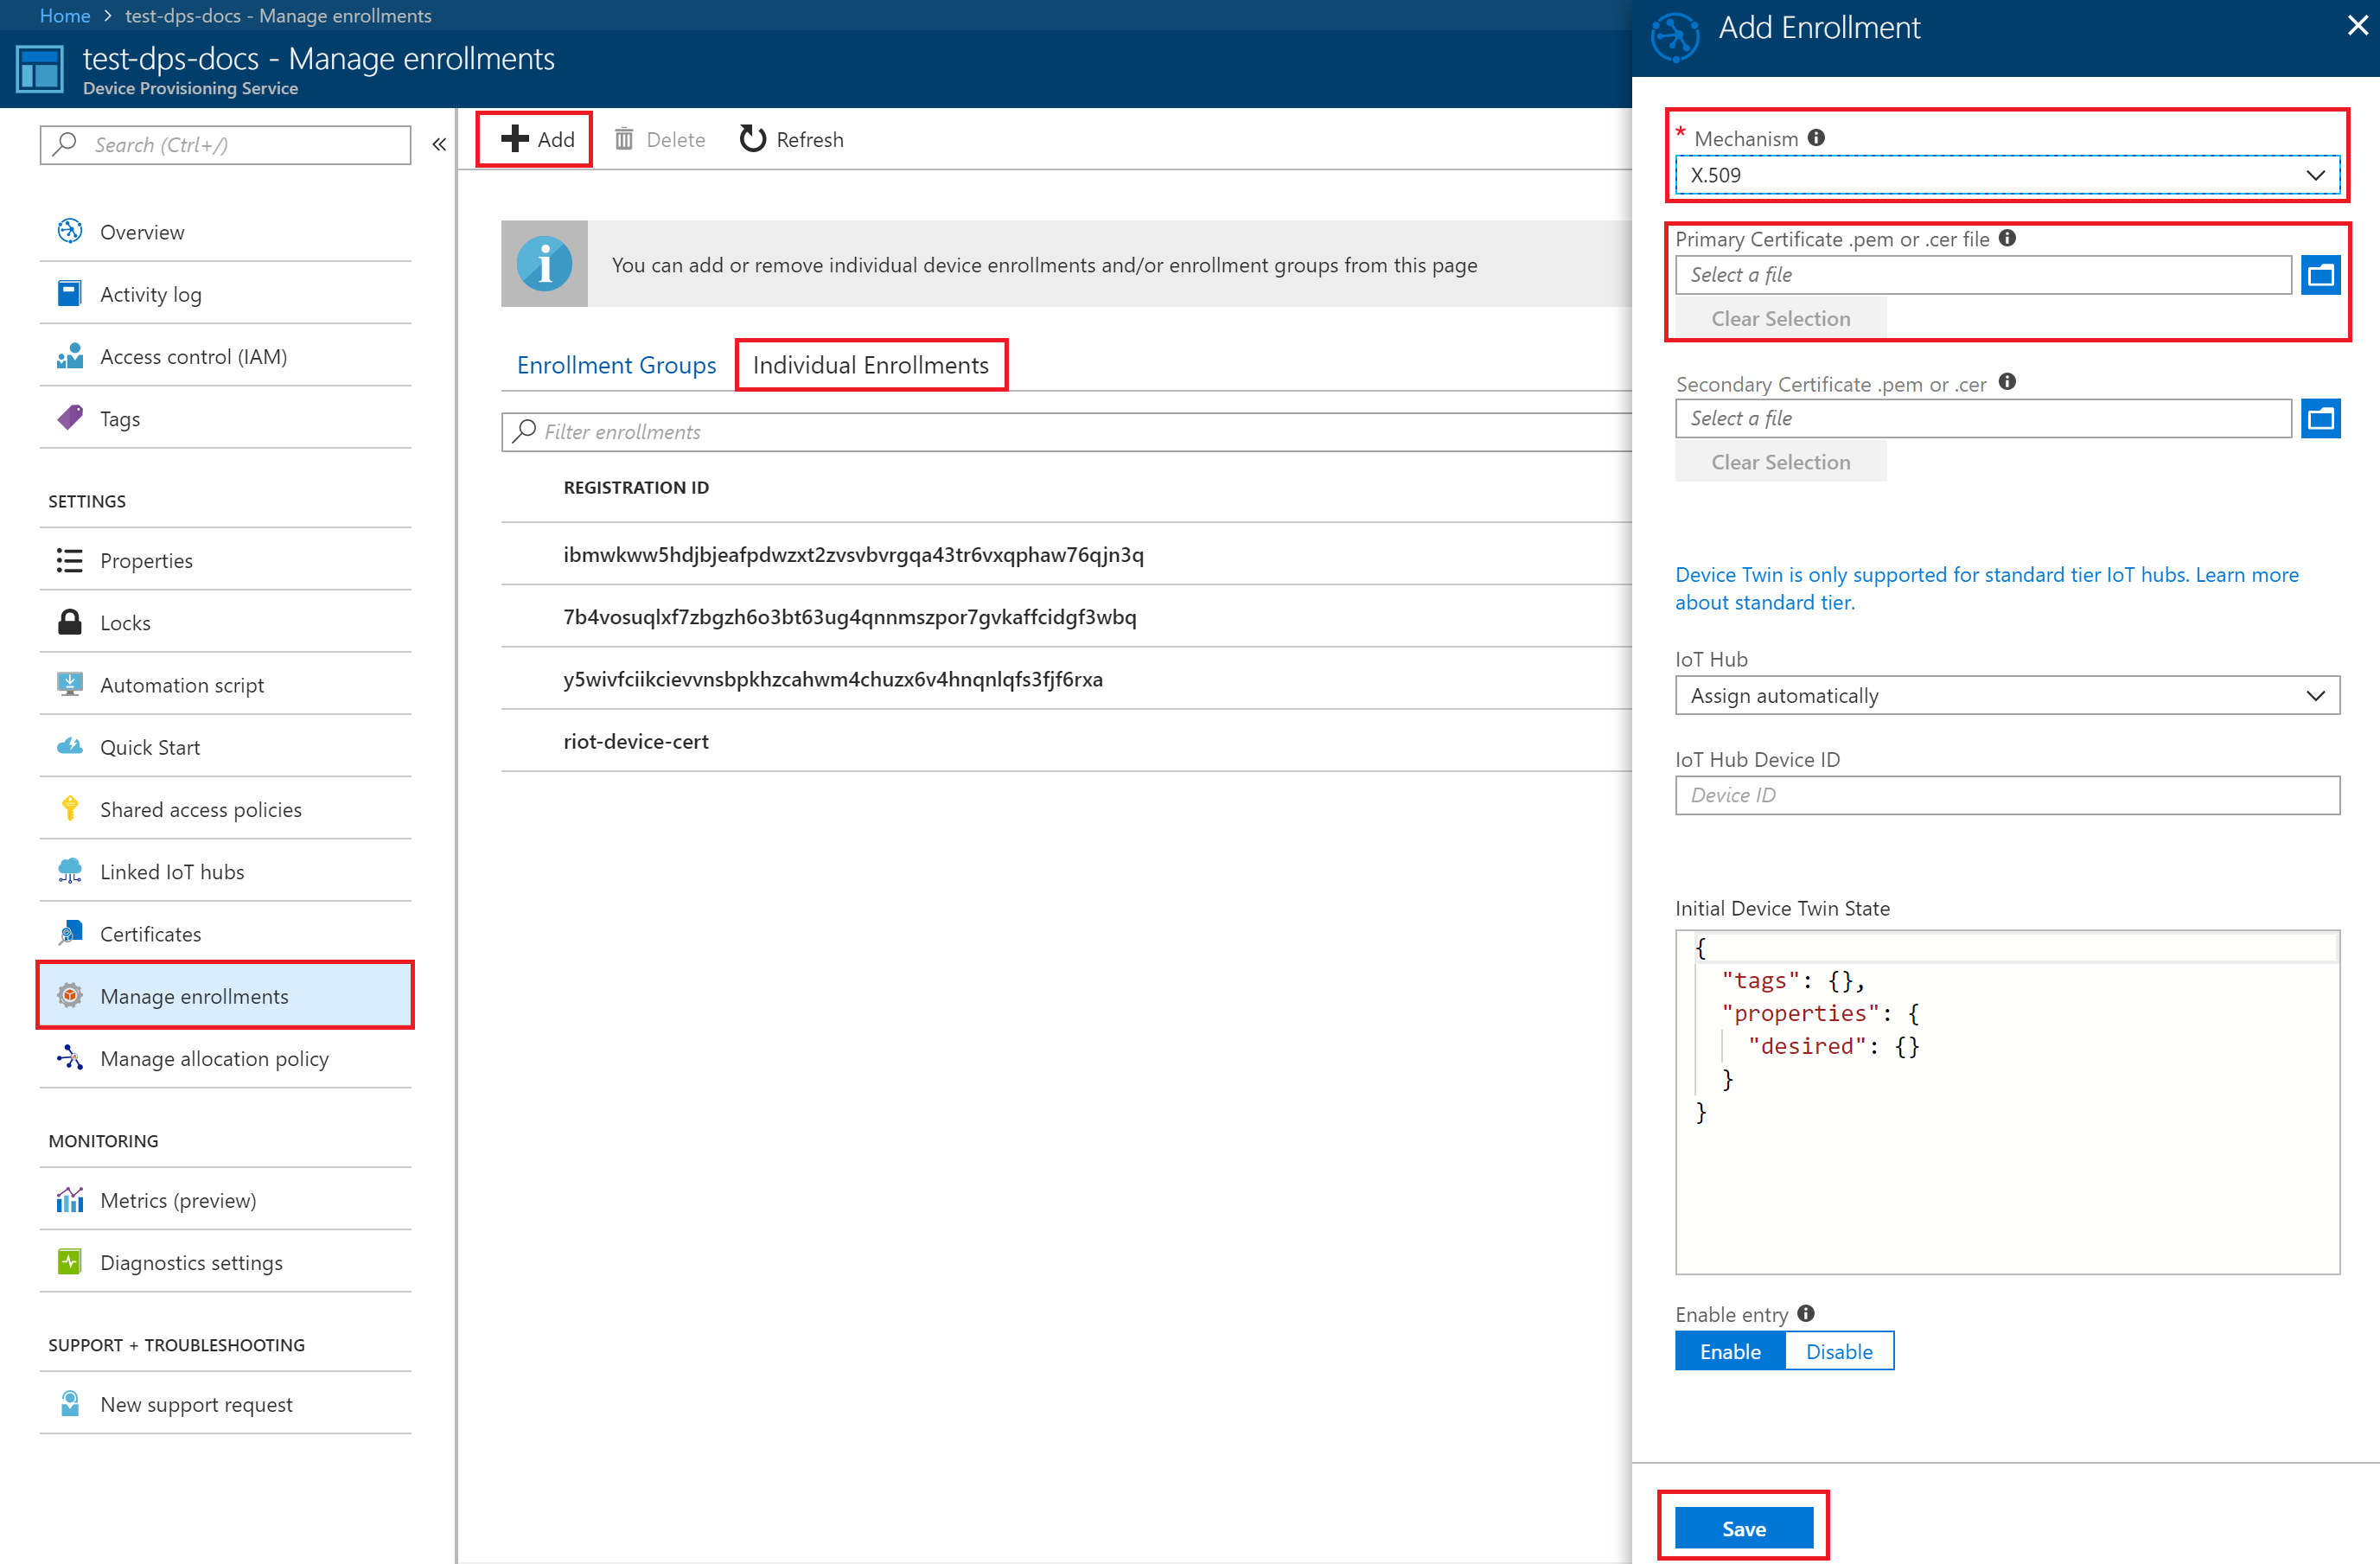 Home > test-dps-docs - Manage enrollments
test-dps-docs - Manage enrollments
Device Provisioning Service
Search (Ctrl+/)
«
Overview
Activity log
Access control (IAM)
Tags
SETTINGS
Properties
Locks
Automation script
Quick Start
Shared access policies
Linked IoT hubs
Certificates
Manage enrollments
Manage allocation policy
MONITORING
Metrics (preview)
Diagnostics settings
SUPPORT + TROUBLESHOOTING
New support request
Add
Delete
Refresh
You can add or remove individual device enrollments and/or enrollment groups from this page
Enrollment Groups
Individual Enrollments
Filter enrollments
REGISTRATION ID
ibmwkww5hdjbjeafpdwzxt2zvsvbvrgqa43tr6vxqphaw76qjn3q
7b4vosuqlxf7zbgzh6o3bt63ug4qnnmszpor7gvkaffcidgf3wbq
y5wivfciikcievvnsbpkhzcahwm4chuzx6v4hnqnlqfs3fjf6rxa
riot-device-cert
Add Enrollment
* Mechanism
X.509
Primary Certificate .pem or .cer file
Select a file
Clear Selection
Secondary Certificate .pem or .cer
Select a file
Clear Selection
Device Twin is only supported for standard tier IoT hubs. Learn more
about standard tier.
IoT Hub
Assign automatically
IoT Hub Device ID
Device ID
Initial Device Twin State
{
"tags": {},
"properties": {
"desired": {}
}
}
Enable entry
Enable
Disable
Save